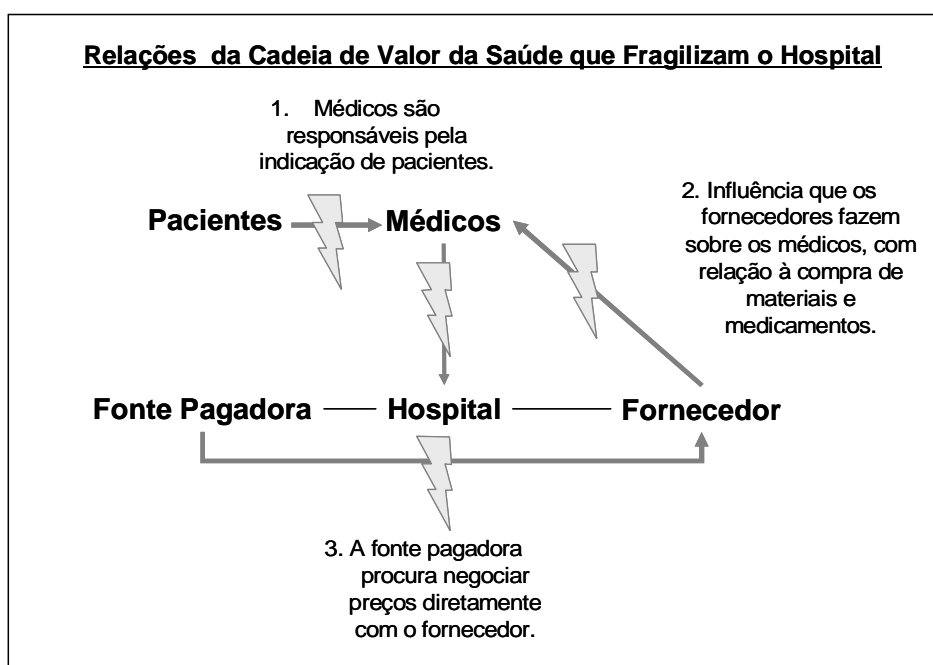 Relações da Cadeia de Valor da Saúde que Fragilizam o Hospital
1. Médicos são
responsáveis pela
indicação de pacientes.
Pacientes
Médicos
2. Influência que os
fornecedores fazem
sobre os médicos, com
relação à compra de
materiais e
medicamentos.
Fonte Pagadora
Hospital
Fornecedor
3. A fonte pagadora
procura negociar
preços diretamente
com o fornecedor.